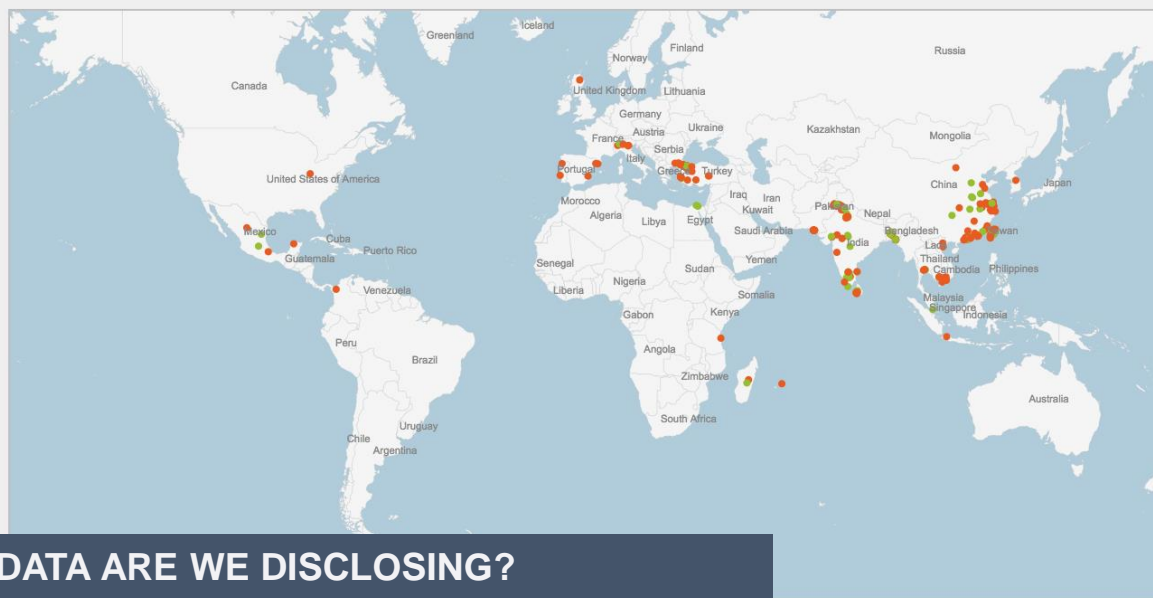 Iceland
Greenland
Finland
Russia
Norway
Canada
United Kingdom
Lithuania
Germany
Kazakhstan
Ukraine
Austria
Mongolia
France
Serbia
Italy
Portugal
Greece
Turkey
China
Japan
United States of America
Morocco
Iraq
Iran
Pakistan
Nepal
Algeria
Libya
Egypt
Kuwait
Mexico
Cuba
Saudi Arabia
Bangladesh
Taiwan
India
Laos
Puerto Rico
Guatemala
Yemen
Thailand
Senegal
Sudan
Cambodia
Philippines
Nigeria
Venezuela
Liberia
Somalia
Malaysia
Singapore
Indonesia
Gabon
Kenya
Peru
Angola
Brazil
Zimbabwe
Australia
South Africa
Uruguay
Chile
Argentina
DATA ARE WE DISCLOSING?